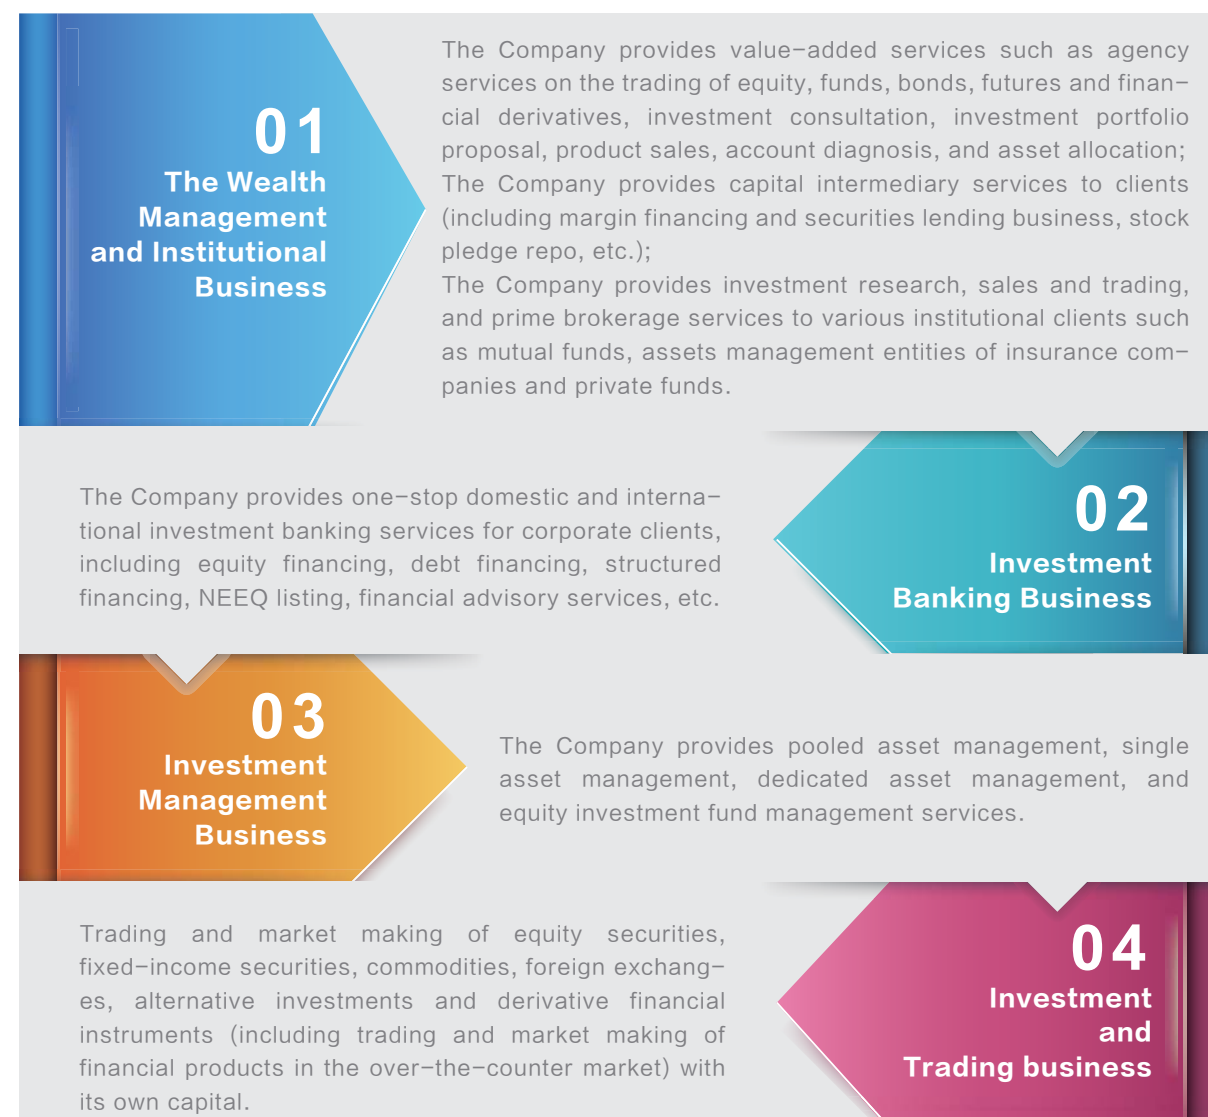 01
The Wealth
Management
and Institutional
Business
The Company provides value-added services such as agency
services on the trading of equity, funds, bonds, futures and finan-
cial derivatives, investment consultation, investment portfolio
proposal, product sales, account diagnosis, and asset allocation;
The Company provides capital intermediary services to clients
(including margin financing and securities lending business, stock
pledge repo, etc.);
The Company provides investment research, sales and trading,
and prime brokerage services to various institutional clients such
as mutual funds, assets management entities of insurance com-
panies and private funds.
02
Investment
Banking Business
The Company provides one-stop domestic and interna-
tional investment banking services for corporate clients,
including equity financing, debt financing, structured
financing, NEEQ listing, financial advisory services, etc.
03
Investment
Management
Business
The Company provides pooled asset management, single
asset management, dedicated asset management, and
equity investment fund management services.
04
Investment
and
Trading business
Trading and market making of equity securities,
fixed-income securities, commodities, foreign exchang-
es, alternative investments and derivative financial
instruments (including trading and market making of
financial products in the over-the-counter market) with
its own capital.